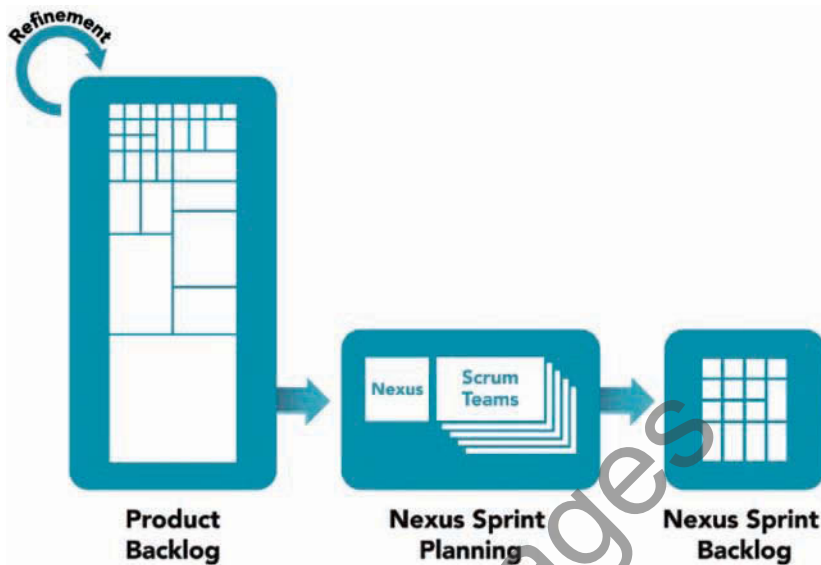 Refinement
Nexus
Scrum
Teams
Product
Backlog
Nexus Sprint
Planning
Nexus Sprint
Backlog